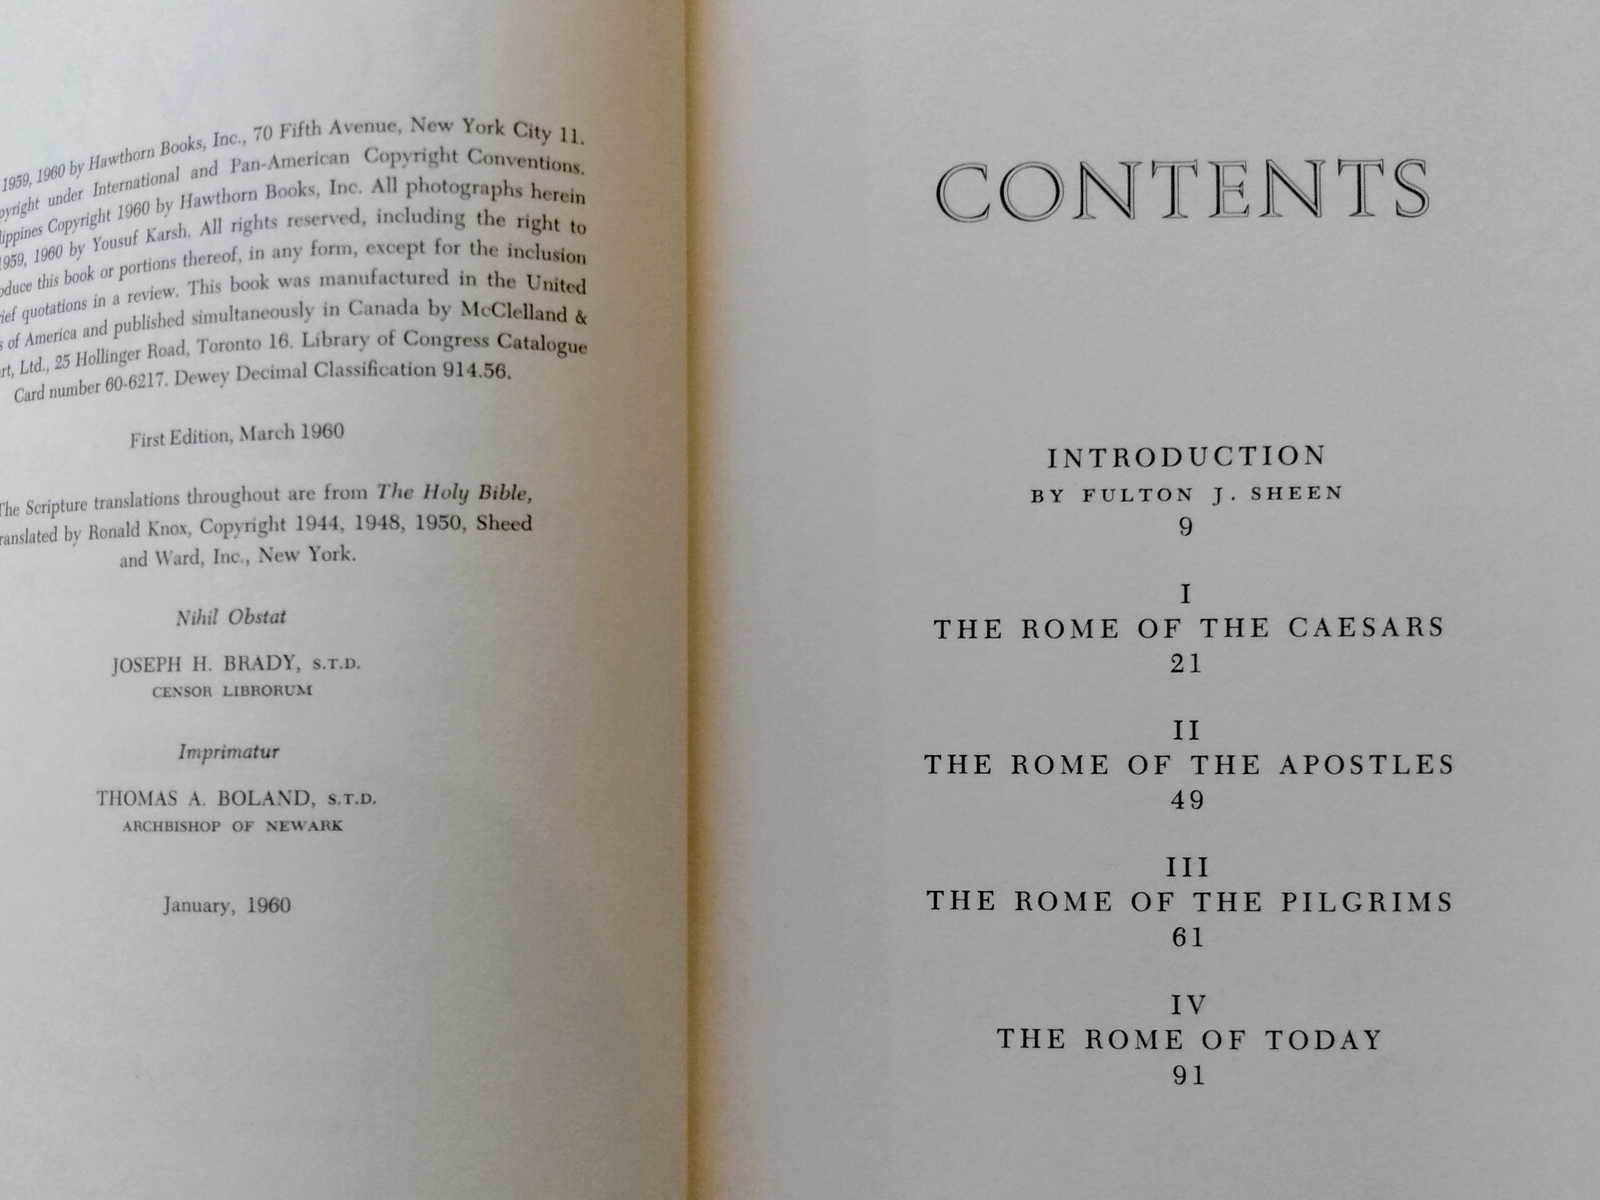 1959, 1960 by Hawthorn Books, Inc., 70 Fifth Avenue, New York City 11.
pyright under International and Pan-American Copyright Conventions.
lippines Copyright 1960 by Hawthorn Books, Inc. All photographs herein
1959, 1960 by Yousuf Karsh. All rights reserved, including the right to
oduce this book or portions thereof, in any form, except for the inclusion
rief quotations in a review. This book was manufactured in the United
s of America and published simultaneously in Canada by McClelland &
rt, Ltd., 25 Hollinger Road, Toronto 16. Library of Congress Catalogue
Card number 60-6217. Dewey Decimal Classification 914.56.
First Edition, March 1960
The Scripture translations throughout are from The Holy Bible,
ranslated by Ronald Knox, Copyright 1944, 1948, 1950, Sheed
and Ward, Inc., New York.
Nihil Obstat
JOSEPH H. BRADY, S.T.D.
CENSOR LIBRORUM
Imprimatur
THOMAS A. BOLAND, S.T.D.
ARCHBISHOP OF NEWARK
January, 1960
CONTENTS
INTRODUCTION
BY FULTON J. SHEEN
9
I
THE ROME OF THE CAESARS
21
II
THE ROME OF THE APOSTLES
49
III
THE ROME OF THE PILGRIMS
61
IV
THE ROME OF TODAY
91